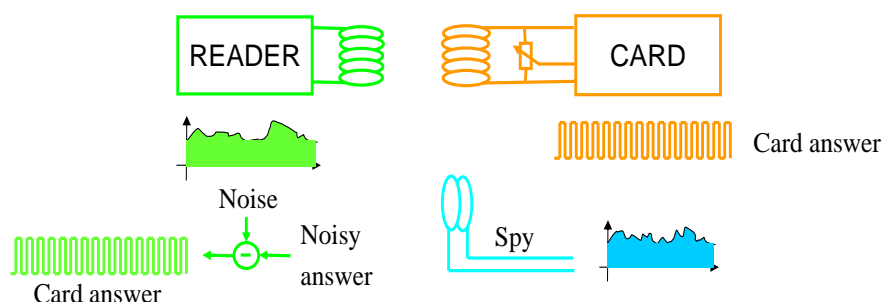 READER
CARD
Card answer
Noise
Noisy
answer
Spy
Card answer